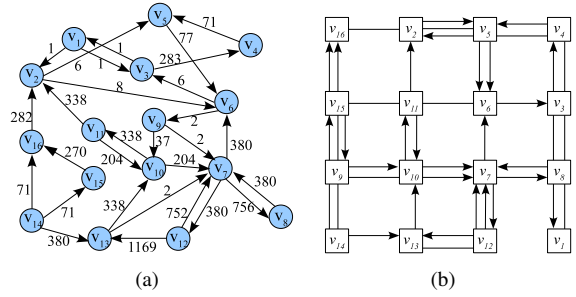 v5
71
v1
77
v4
1
1
1
283
v3
v2
6
6
8
v6
338
2
v9
282
v11
338
37
2
380
v16
204
v10
204
v7
270
v15
380
71
338
2
752
380
756
v8
71
v14
380
v13
1169
v12
(a)
v16 v2 v5 v4
v15 v11 v6 v3
v9 v10 v7 v8
v14 v13 v12 v1
(b)